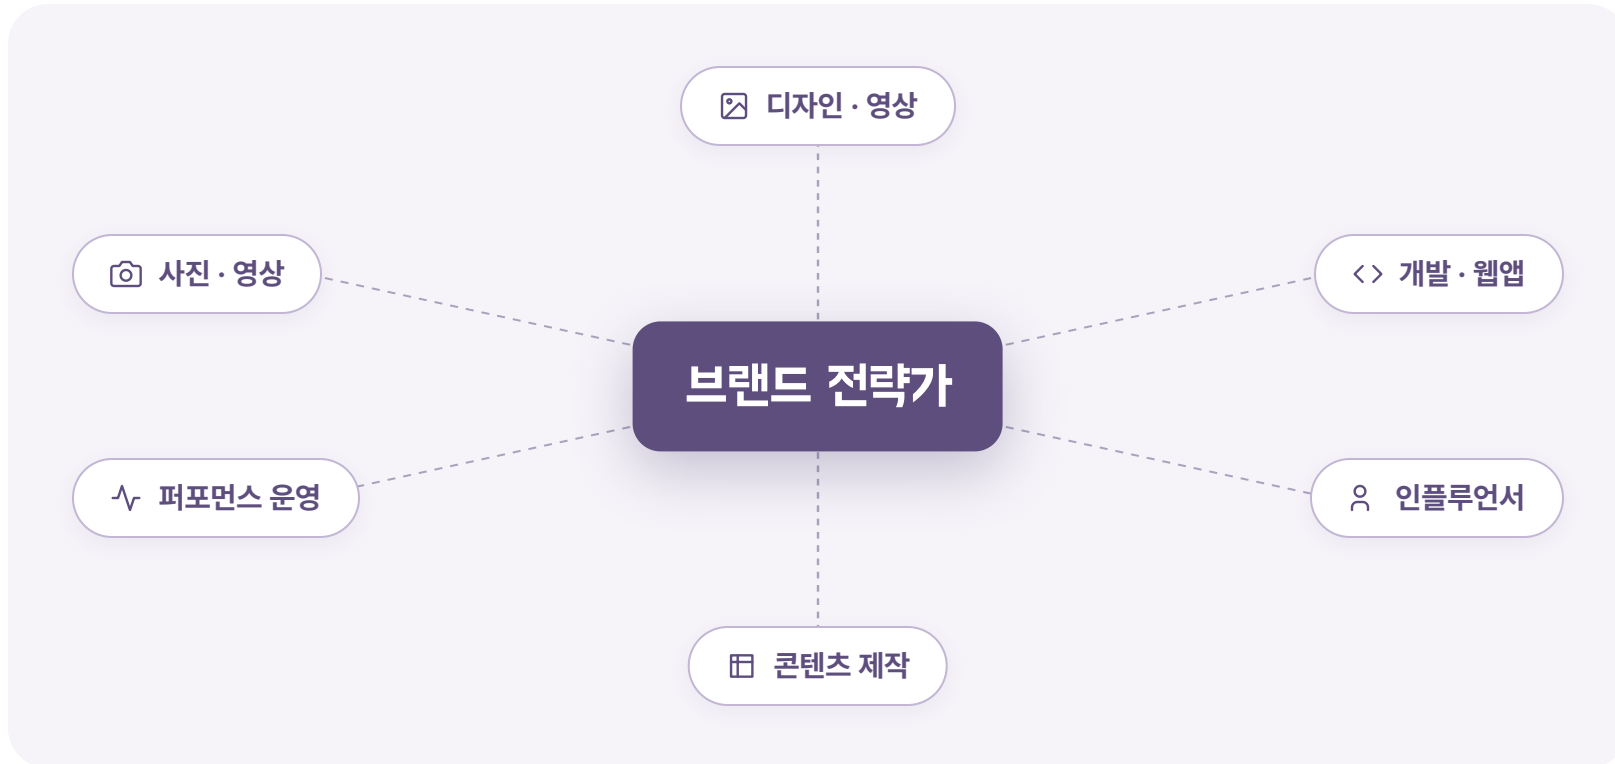 디자인 · 영상
사진 · 영상
개발 · 웹앱
브랜드 전략가
퍼포먼스 운영
인플루언서
콘텐츠 제작